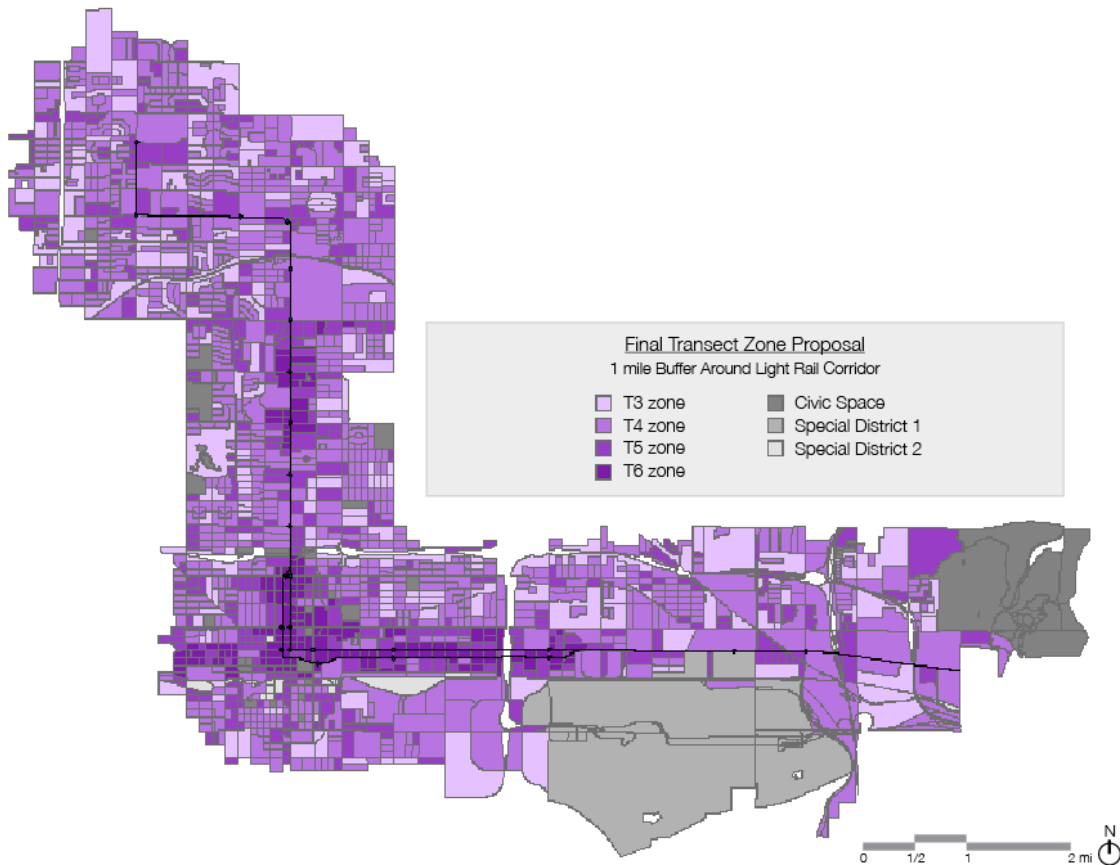 Final Transect Zone Proposal
1 mile Buffer Around Light Rail Corridor
T3 zone
T4 zone
T5 zone
T6 zone
Civic Space
Special District 1
Special District 2
N
0 1/2 1 2 mi